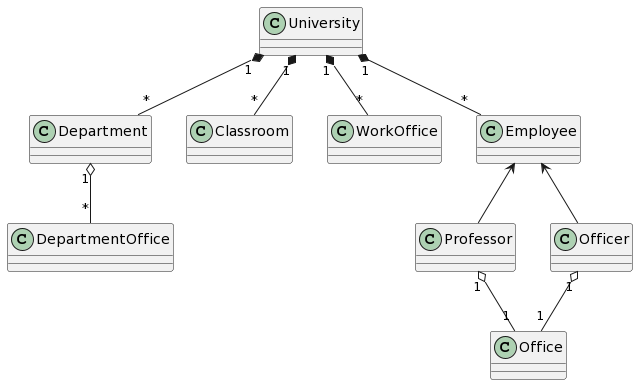 C University
1 1 1 1
* * * *
C Department C Classroom C WorkOffice C Employee
1
*
C DepartmentOffice C Professor C Officer
1 1
1 1
C Office